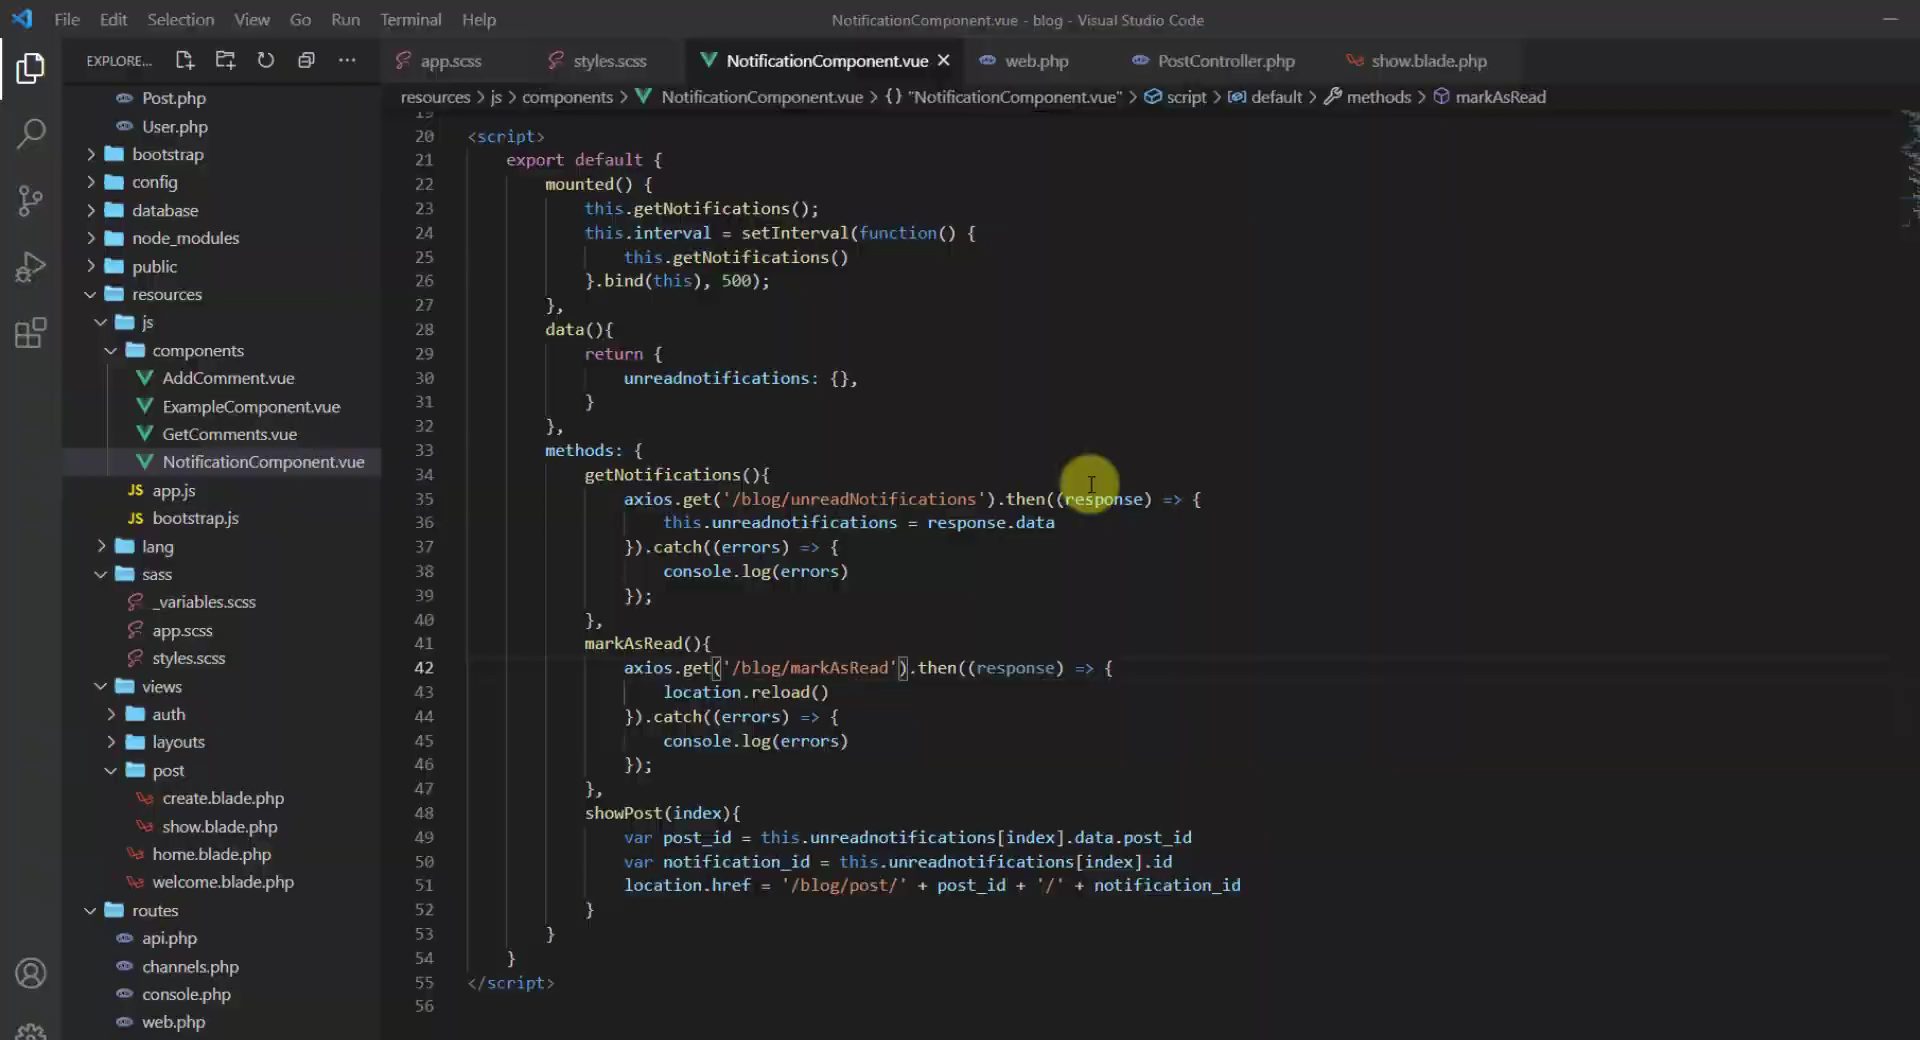 File Edit Selection View Go Run Terminal Help NotificationComponent.vue - blog - Visual Studio Code
EXPLORE... app.scss styles.scss NotificationComponent.vue web.php PostController.php show.blade.php
resources > js > components > NotificationComponent.vue > {} "NotificationComponent.vue" > script > default > methods > markAsRead
Post.php
User.php
bootstrap
config
database
node_modules
public
resources
js
components
AddComment.vue
ExampleComponent.vue
GetComments.vue
NotificationComponent.vue
JS app.js
JS bootstrap.js
lang
sass
_variables.scss
app.scss
styles.scss
views
auth
layouts
post
create.blade.php
show.blade.php
home.blade.php
welcome.blade.php
routes
api.php
channels.php
console.php
web.php
19
20 <script>
21 export default {
22 mounted() {
23 this.getNotifications();
24 this.interval = setInterval(function() {
25 this.getNotifications()
26 }.bind(this), 500);
27 },
28 data(){
29 return {
30 unreadnotifications: {},
31 }
32 },
33 methods: {
34 getNotifications(){
35 axios.get('/blog/unreadNotifications').then((response) => {
36 this.unreadnotifications = response.data
37 }).catch((errors) => {
38 console.log(errors)
39 });
40 },
41 markAsRead(){
42 axios.get('/blog/markAsRead').then((response) => {
43 location.reload()
44 }).catch((errors) => {
45 console.log(errors)
46 });
47 },
48 showPost(index){
49 var post_id = this.unreadnotifications[index].data.post_id
50 var notification_id = this.unreadnotifications[index].id
51 location.href = '/blog/post/' + post_id + '/' + notification_id
52 }
53 }
54 }
55 </script>
56